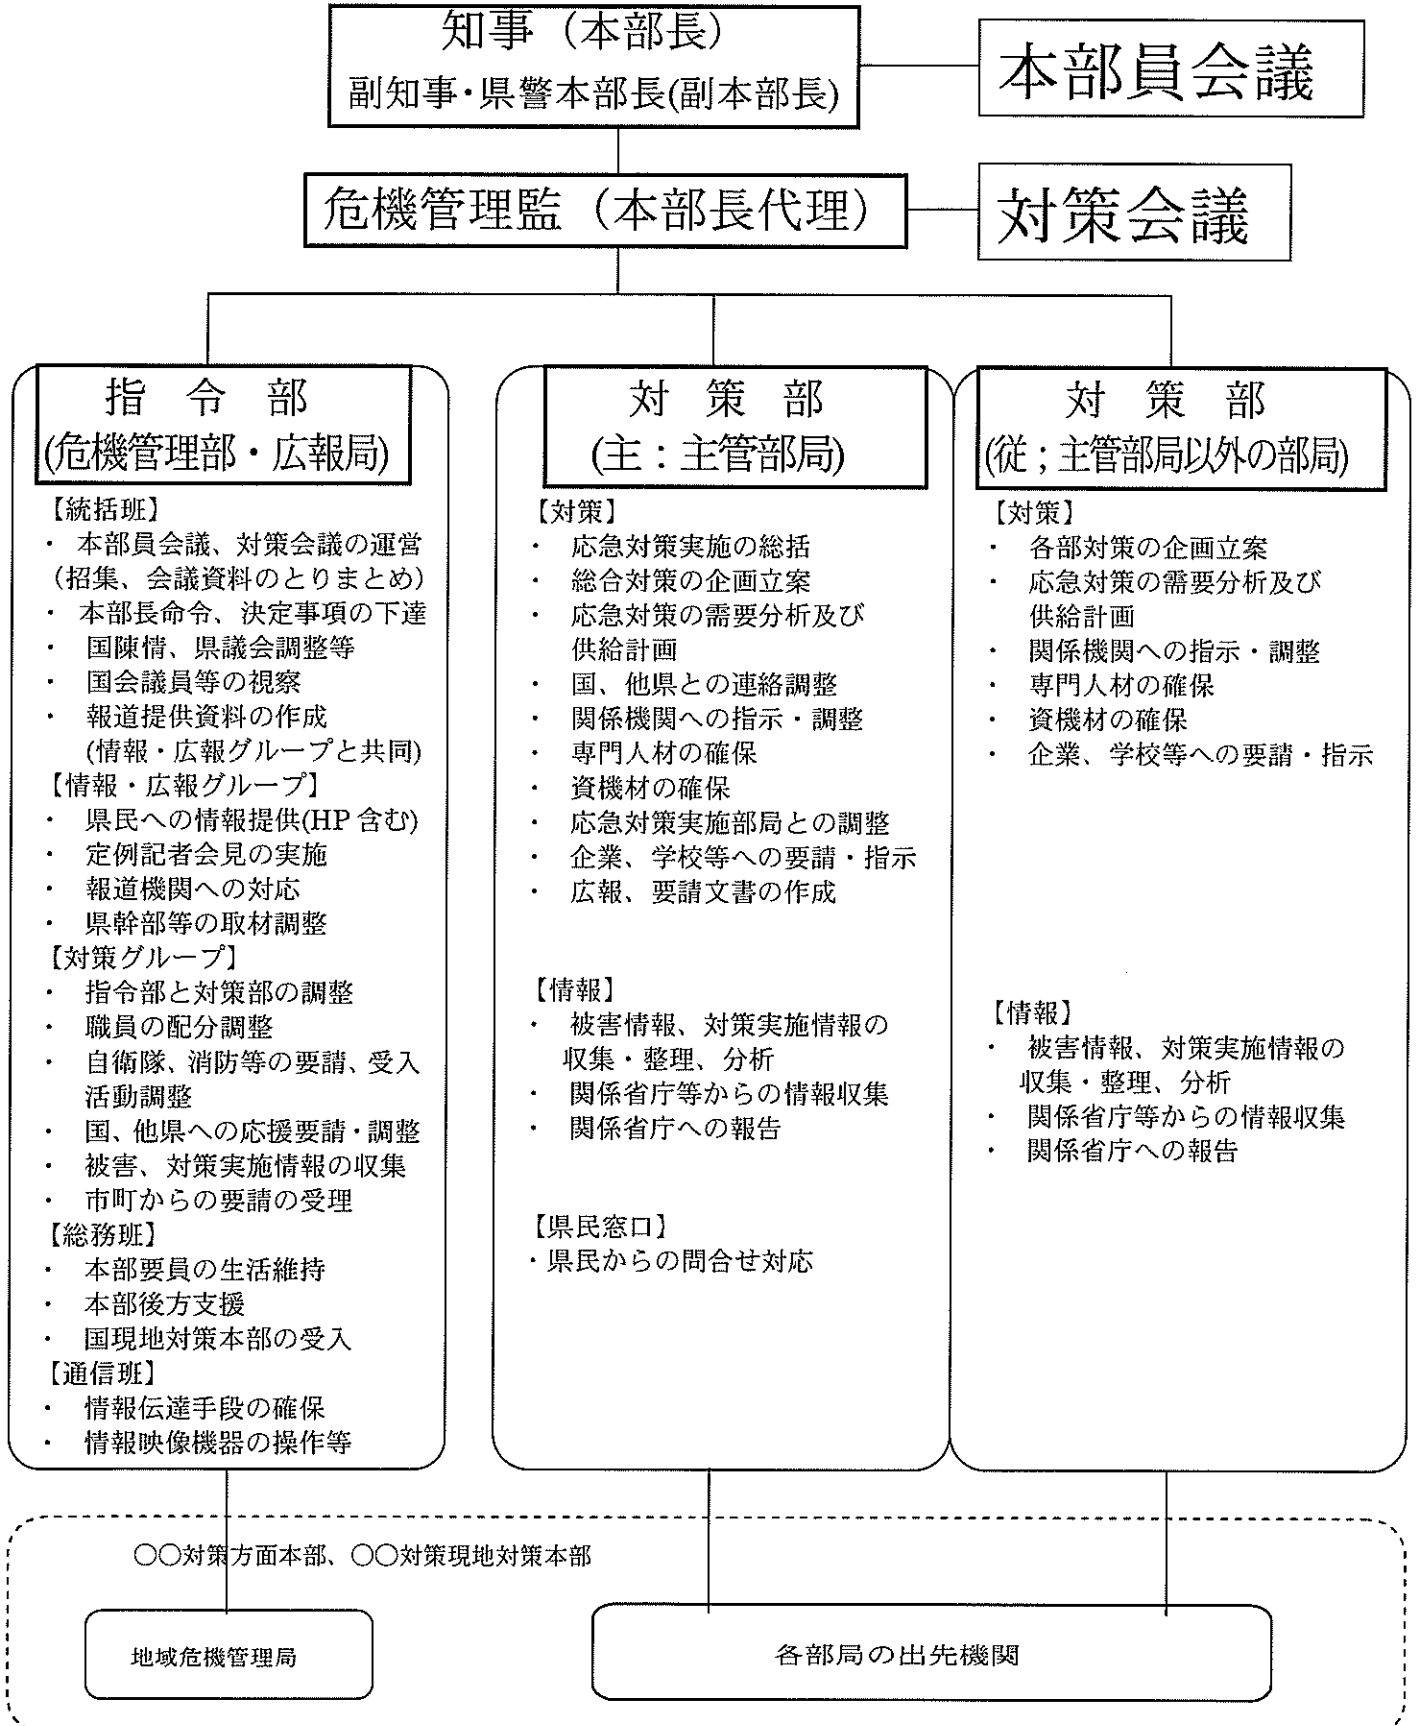 知事（本部長）
副知事・県警本部長(副本部長)
本部員会議
危機管理監（本部長代理）
対策会議
指　令　部
(危機管理部・広報局)
【統括班】
・　本部員会議、対策会議の運営
（招集、会議資料のとりまとめ）
・　本部長命令、決定事項の下達
・　国陳情、県議会調整等
・　国会議員等の視察
・　報道提供資料の作成
(情報・広報グループと共同)
【情報・広報グループ】
・　県民への情報提供(HP 含む)
・　定例記者会見の実施
・　報道機関への対応
・　県幹部等の取材調整
【対策グループ】
・　指令部と対策部の調整
・　職員の配分調整
・　自衛隊、消防等の要請、受入
活動調整
・　国、他県への応援要請・調整
・　被害、対策実施情報の収集
・　市町からの要請の受理
【総務班】
・　本部要員の生活維持
・　本部後方支援
・　国現地対策本部の受入
【通信班】
・　情報伝達手段の確保
・　情報映像機器の操作等
対　策　部
(主：主管部局)
【対策】
・　応急対策実施の総括
・　総合対策の企画立案
・　応急対策の需要分析及び
供給計画
・　国、他県との連絡調整
・　関係機関への指示・調整
・　専門人材の確保
・　資機材の確保
・　応急対策実施部局との調整
・　企業、学校等への要請・指示
・　広報、要請文書の作成
【情報】
・　被害情報、対策実施情報の
収集・整理、分析
・　関係省庁等からの情報収集
・　関係省庁への報告
【県民窓口】
・県民からの問合せ対応
対　策　部
(従；主管部局以外の部局)
【対策】
・　各部対策の企画立案
・　応急対策の需要分析及び
供給計画
・　関係機関への指示・調整
・　専門人材の確保
・　資機材の確保
・　企業、学校等への要請・指示
【情報】
・　被害情報、対策実施情報の
収集・整理、分析
・　関係省庁等からの情報収集
・　関係省庁への報告
〇〇対策方面本部、〇〇対策現地対策本部
地域危機管理局
各部局の出先機関